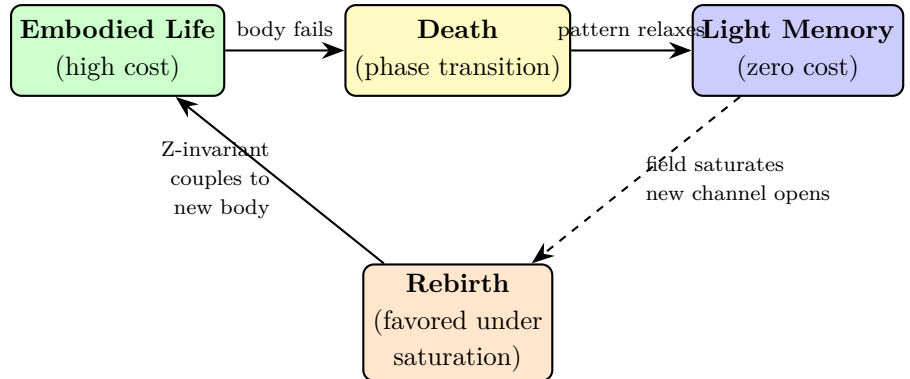 Embodied Life
(high cost)
body fails
Death
(phase transition)
pattern relaxes
Light Memory
(zero cost)
Z-invariant
couples to
new body
field saturates
new channel opens
Rebirth
(favored under
saturation)